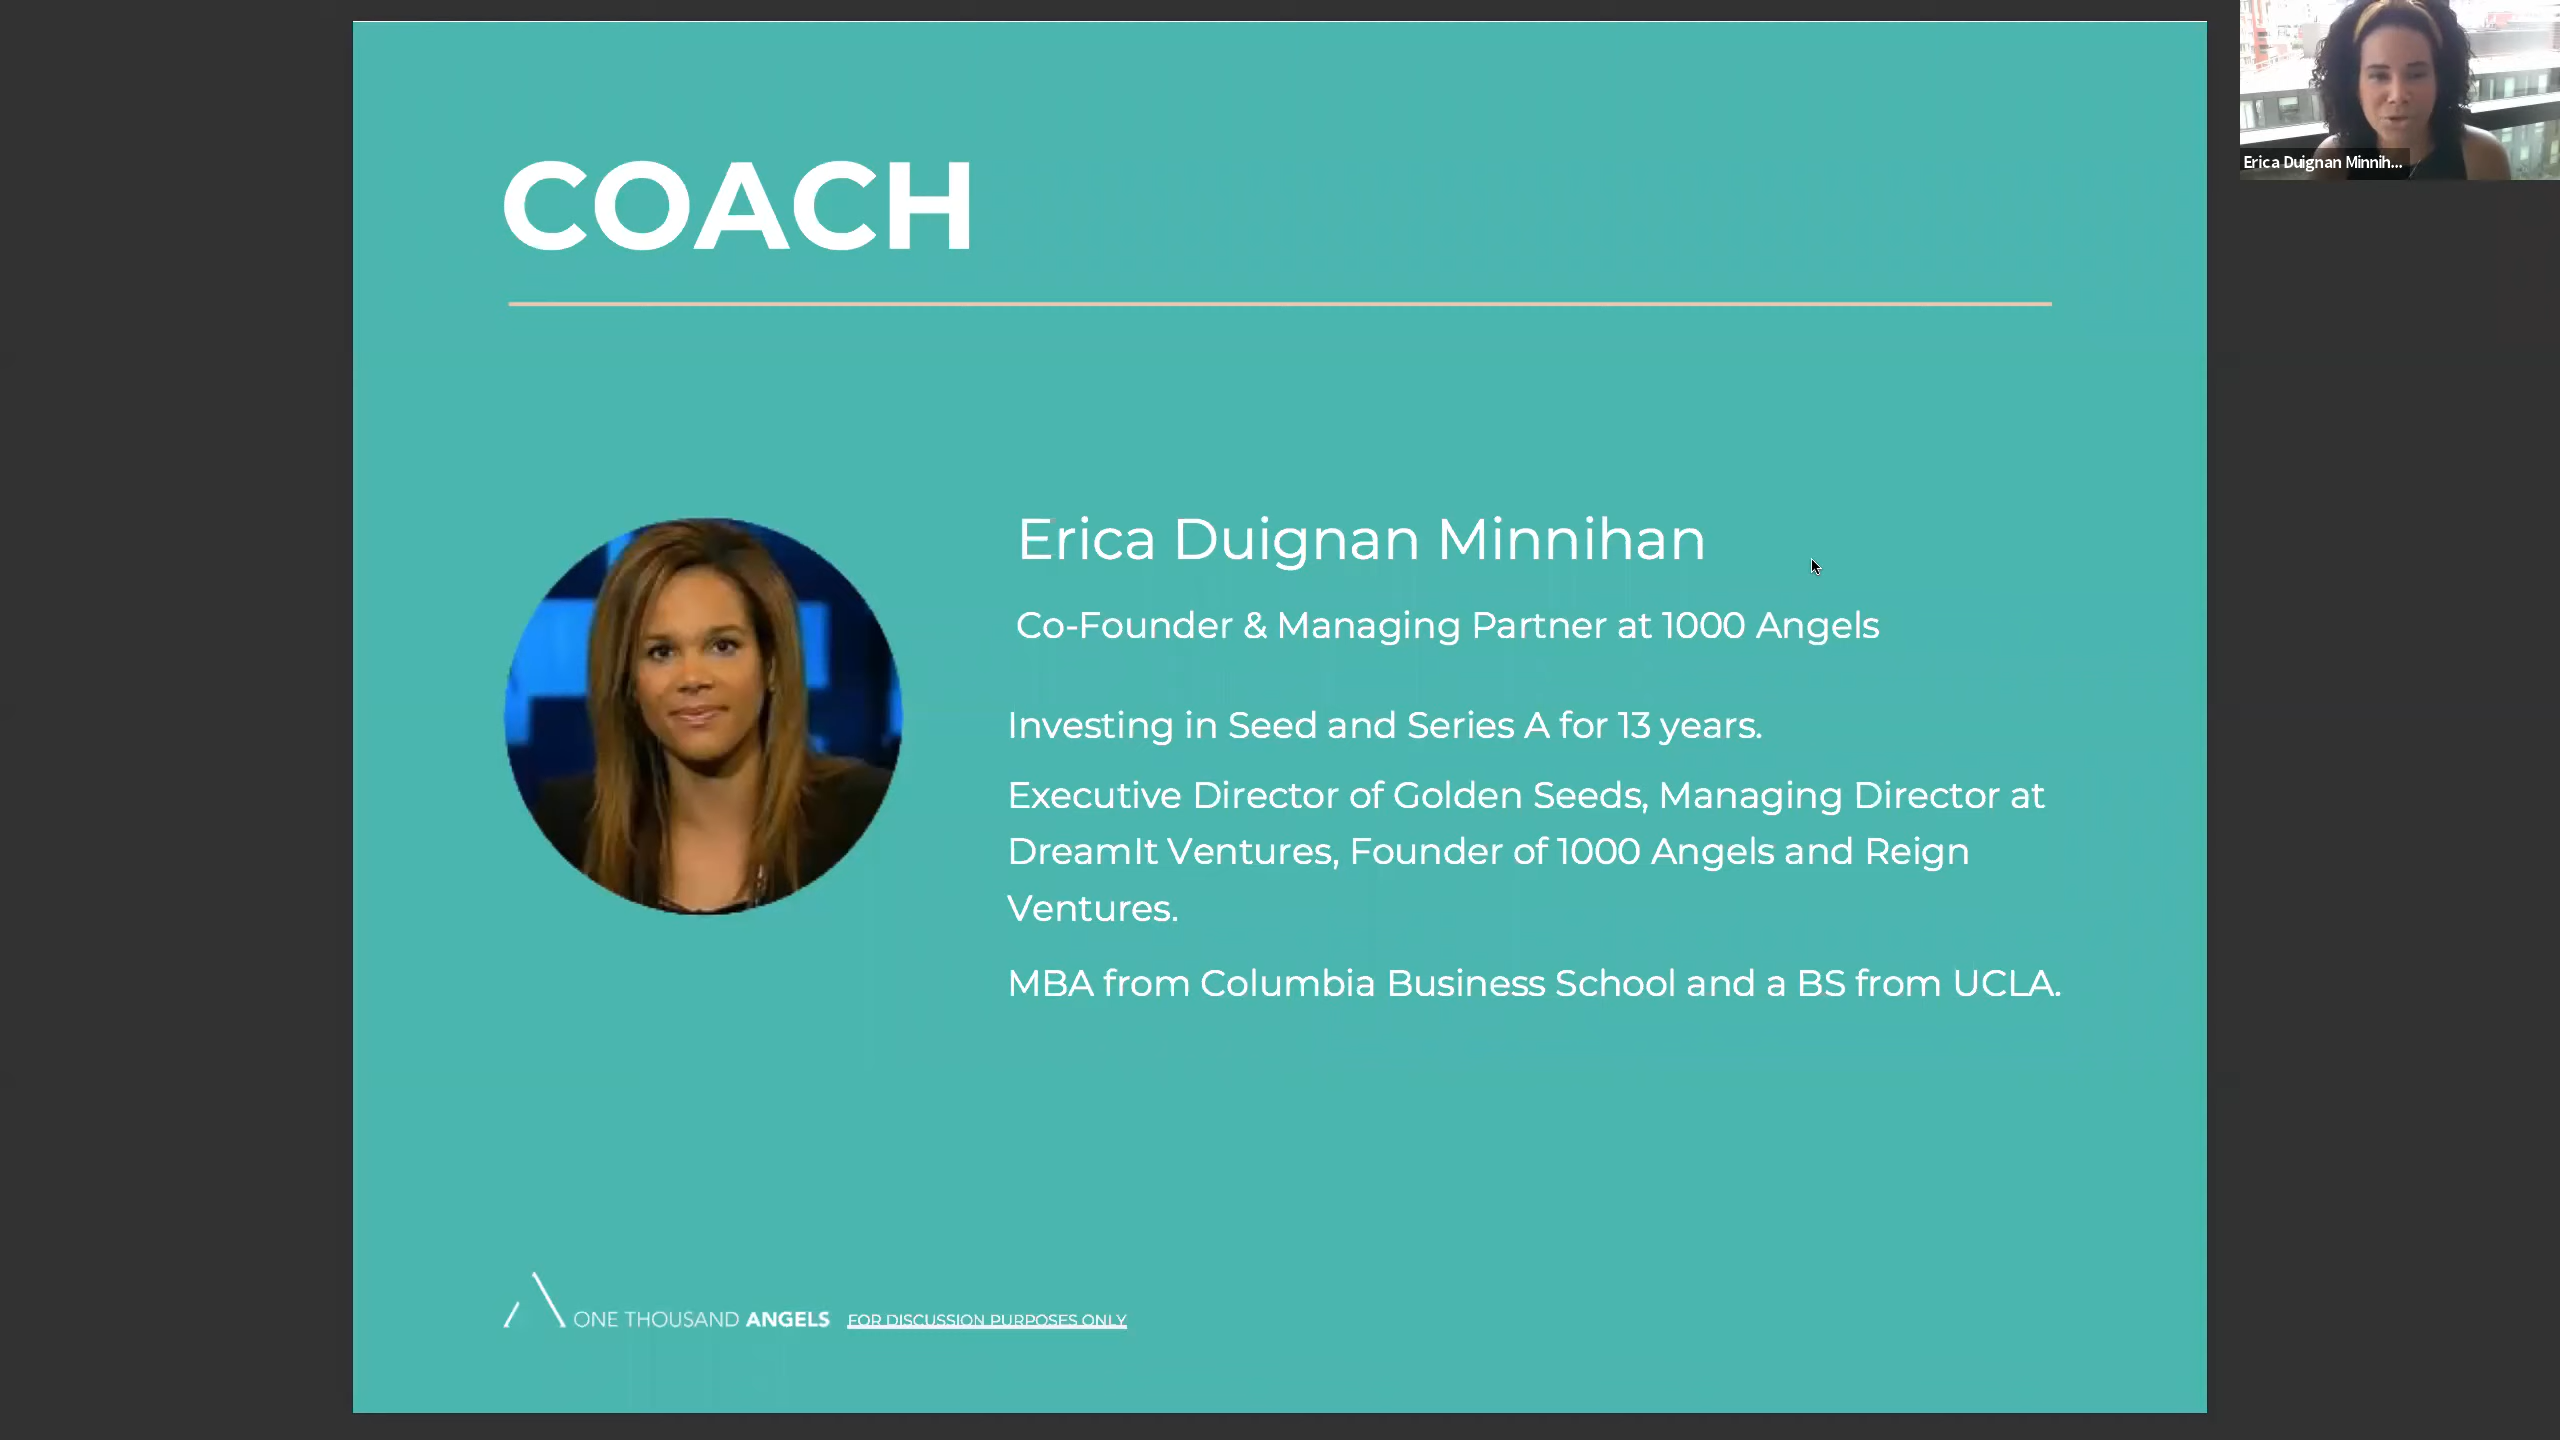 COACH
Erica Duignan Minnih...
Erica Duignan Minnihan
Co-Founder & Managing Partner at 1000 Angels
Investing in Seed and Series A for 13 years.
Executive Director of Golden Seeds, Managing Director at
DreamIt Ventures, Founder of 1000 Angels and Reign
Ventures.
MBA from Columbia Business School and a BS from UCLA.
ONE THOUSAND ANGELS FOR DISCUSSION PURPOSES ONLY